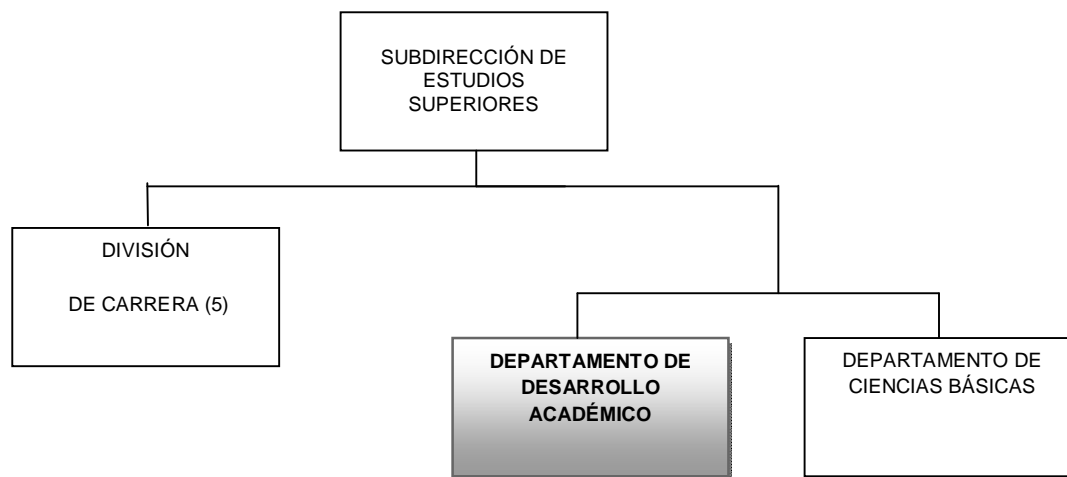 SUBDIRECCIÓN DE
ESTUDIOS
SUPERIORES
DIVISIÓN
DE CARRERA (5)
DEPARTAMENTO DE
DESARROLLO
ACADÉMICO
DEPARTAMENTO DE
CIENCIAS BÁSICAS